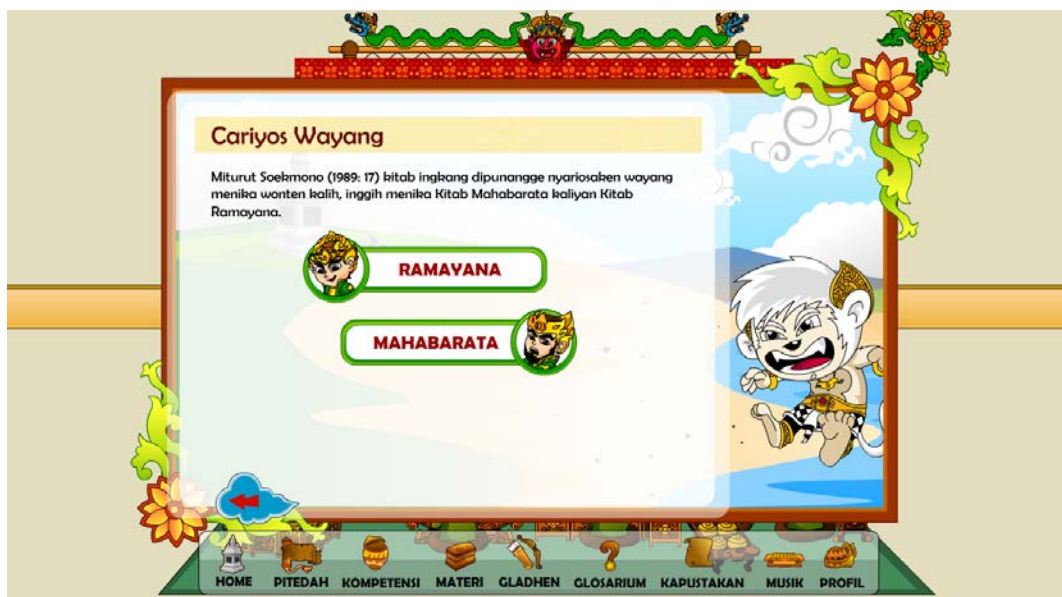 X
Cariyos Wayang
Miturut Soekmono (1989: 17) kitab ingkang dipunangge nyariosaken wayang
menika wonten kalih, inggih menika Kitab Mahabarata kaliyan Kitab
Ramayana.
RAMAYANA
MAHABARATA
HOME PITEDAH KOMPETENSI MATERI GLADHEN GLOSARIUM KAPUSTAKAN MUSIK PROFIL